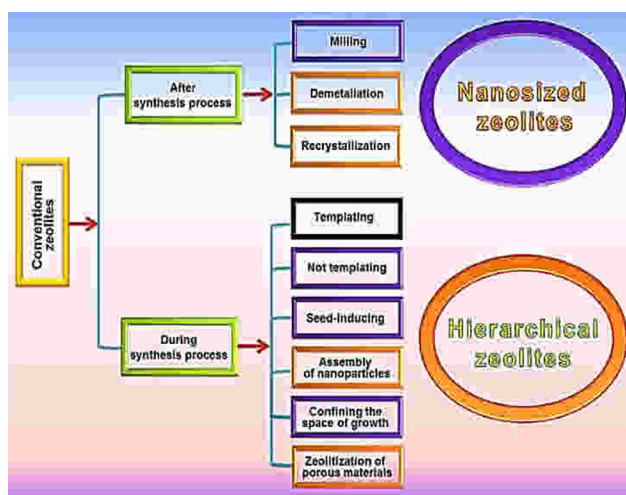 Milling
After
synthesis process
Demetallation
Recrystallization
Nanosized
zeolites
Conventional
zeolites
Templating
Not templating
Seed-Inducing
During
synthesis process
Assembly
of nanoparticles
Confining the
space of growth
Zeolitization of
porous materials
Hierarchical
zeolites